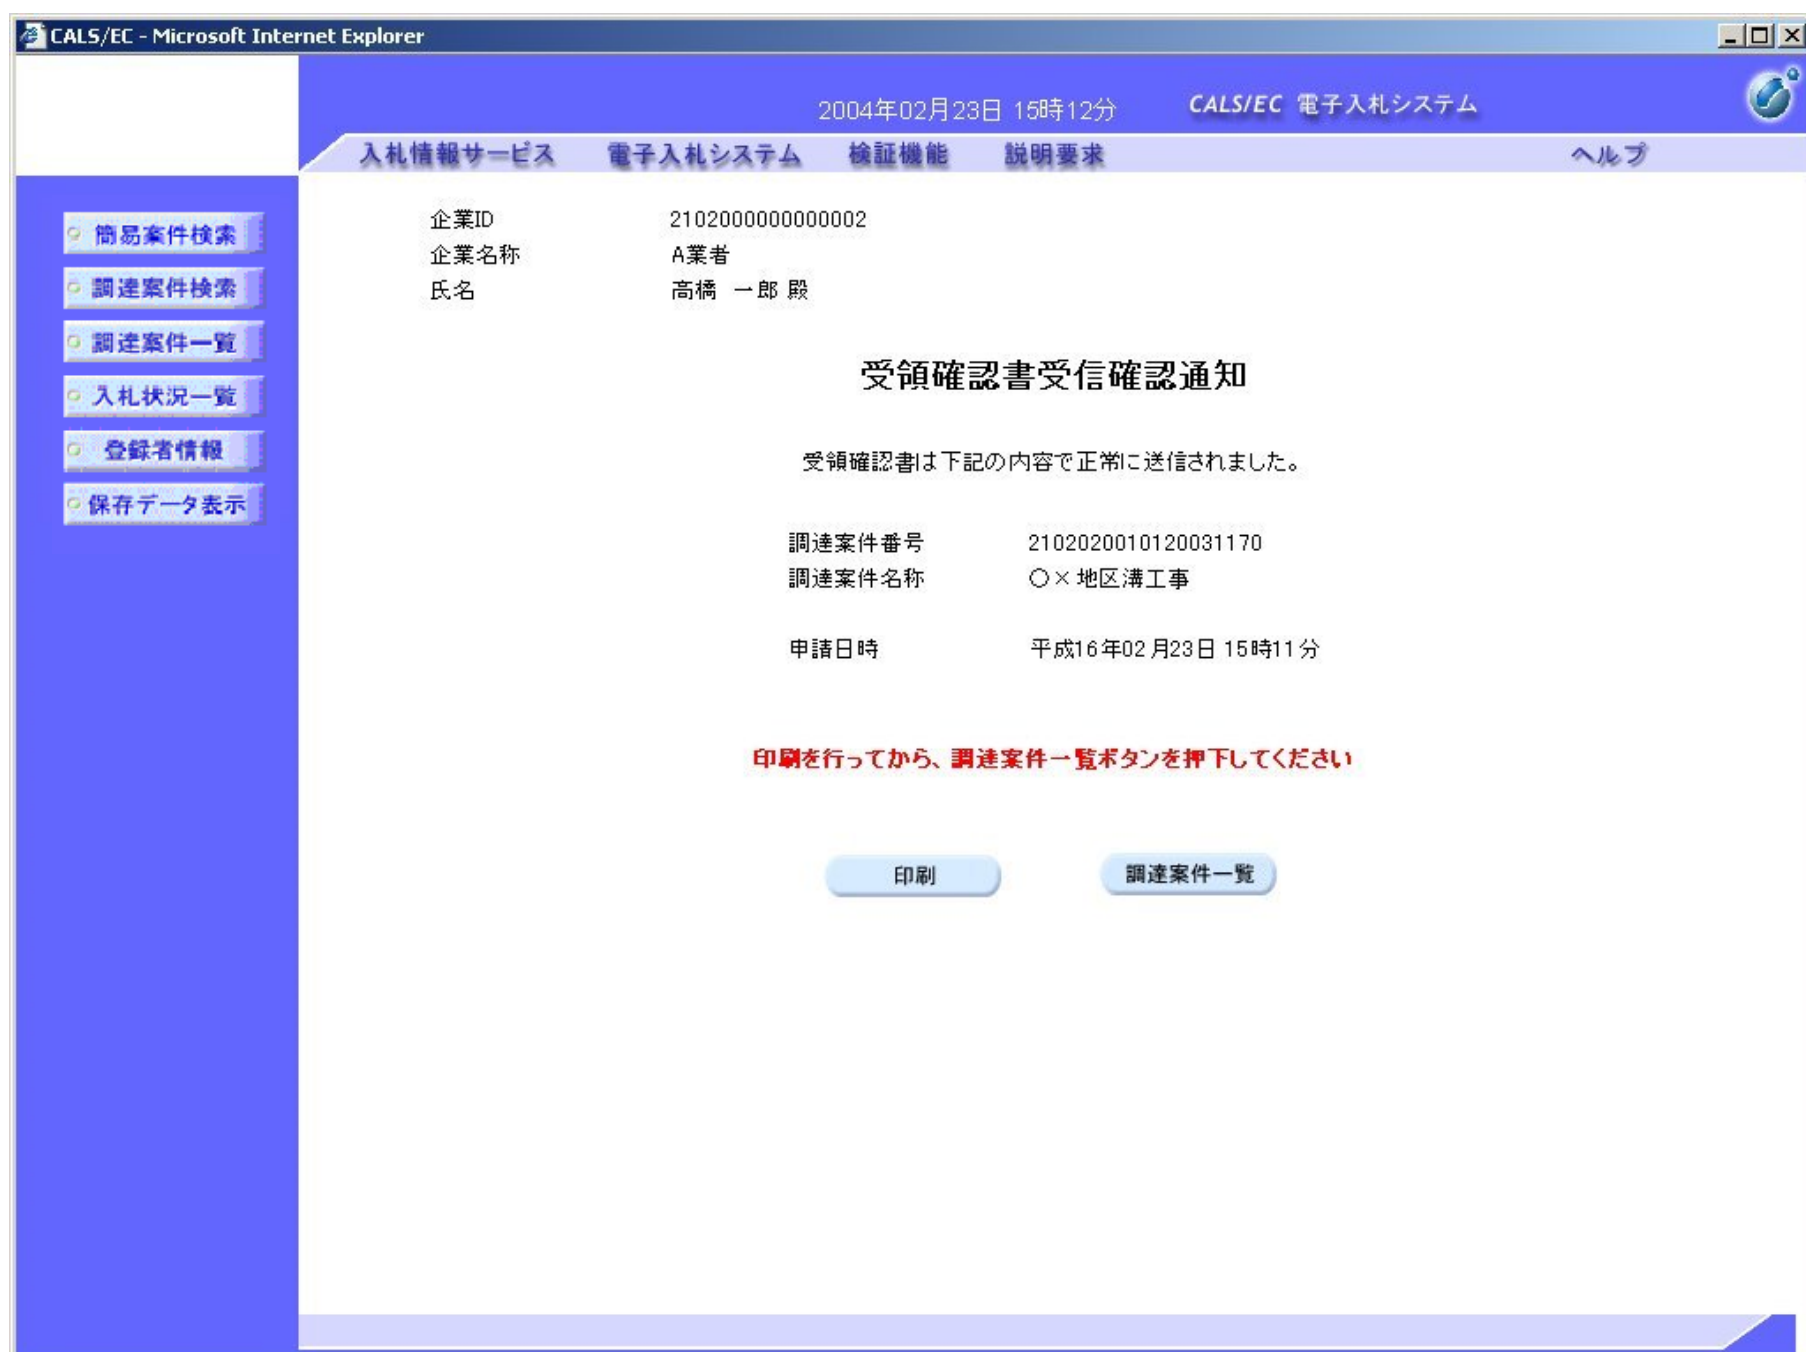 CALS/EC - Microsoft Internet Explorer
2004年02月23日 15時12分 CALS/EC 電子入札システム
入札情報サービス 電子入札システム 検証機能 説明要求 ヘルプ
簡易案件検索
調達案件検索
調達案件一覧
入札状況一覧
登録者情報
保存データ表示
企業ID 2102000000000002
企業名称 A業者
氏名 高橋 一郎 殿
受領確認書受信確認通知
受領確認書は下記の内容で正常に送信されました。
調達案件番号 2102020010120031170
調達案件名称 〇×地区溝工事
申請日時 平成16年02月23日 15時11分
印刷を行ってから、調達案件一覧ボタンを押下してください
印刷 調達案件一覧